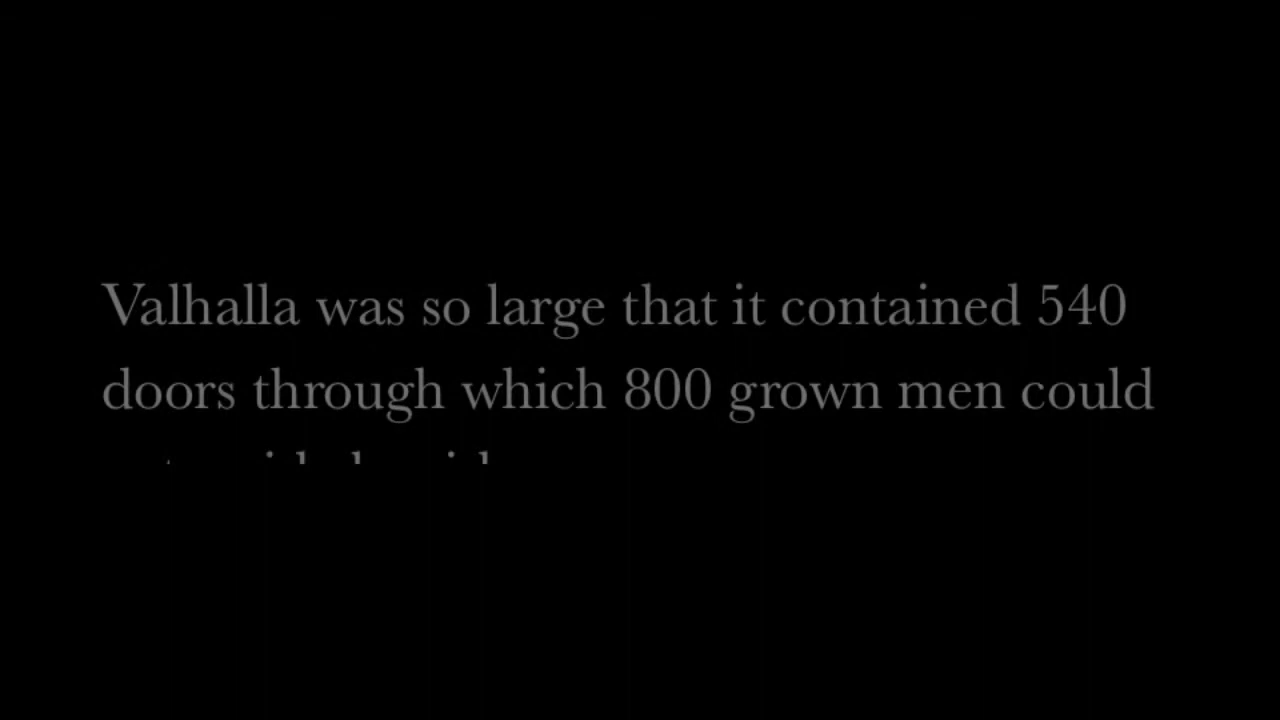 Valhalla was so large that it contained 540
doors through which 800 grown men could